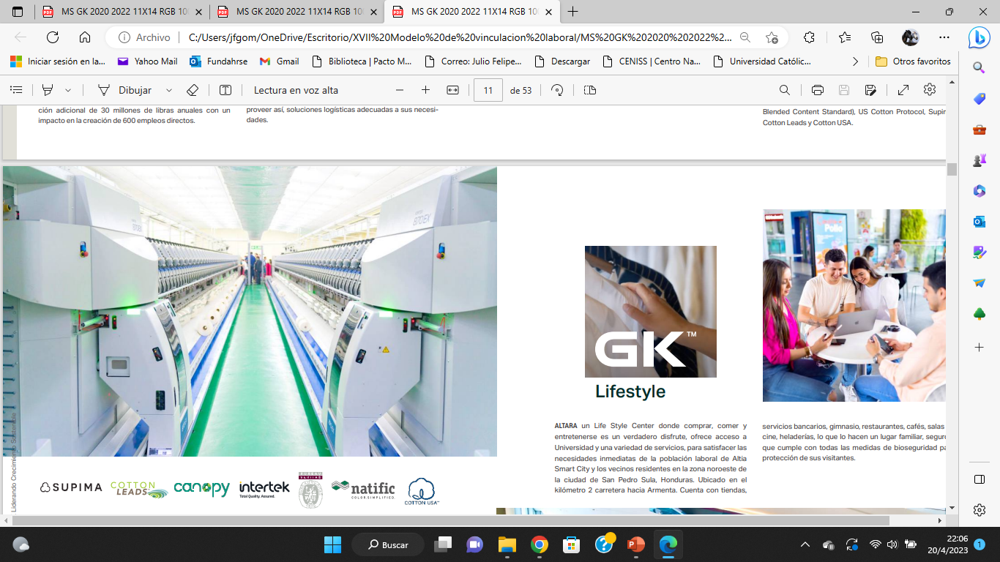 MS GK 2020 2022 11X14 RGB 10
MS GK 2020 2022 11X14 RGB 10
MS GK 2020 2022 11X14 RGB 10
Archivo
C:/Users/jfgom/OneDrive/Escritorio/XVII%20Modelo%20de%20vinculacion%20laboral/MS%20GK%202020%202022%2...
Iniciar sesión en la...
Yahoo Mail
Fundahrse
Gmail
Biblioteca | Pacto M...
Correo: Julio Felipe...
Descargar
CENISS | Centro Na...
Universidad Católic...
Otros favoritos
Dibujar
Lectura en voz alta
11
de 53
ción adicional de 30 millones de libras anuales con un
impacto en la creación de 600 empleos directos.
proveer así, soluciones logísticas adecuadas a sus necesi-
dades.
Blended Content Standard), US Cotton Protocol, Supim
Cotton Leads y Cotton USA.
Liderando Crecimiento Sostenible
SUPIMA
COTTON
LEADS
canopy
intertek
Total Quality. Assured.
BUREAU
VERITAS
natific
COLOR.SIMPLIFIED.
COTTON USA
GK™
Lifestyle
ALTARA un Life Style Center donde comprar, comer y
entretenerse es un verdadero disfrute, ofrece acceso a
Universidad y una variedad de servicios, para satisfacer las
necesidades inmediatas de la población laboral de Altia
Smart City y los vecinos residentes en la zona noroeste de
la ciudad de San Pedro Sula, Honduras. Ubicado en el
kilómetro 2 carretera hacia Armenta. Cuenta con tiendas,
servicios bancarios, gimnasio, restaurantes, cafés, salas
cine, heladerías, lo que lo hacen un lugar familiar, seguro
que cumple con todas las medidas de bioseguridad pa
protección de sus visitantes.
Buscar
22:06
20/4/2023
1